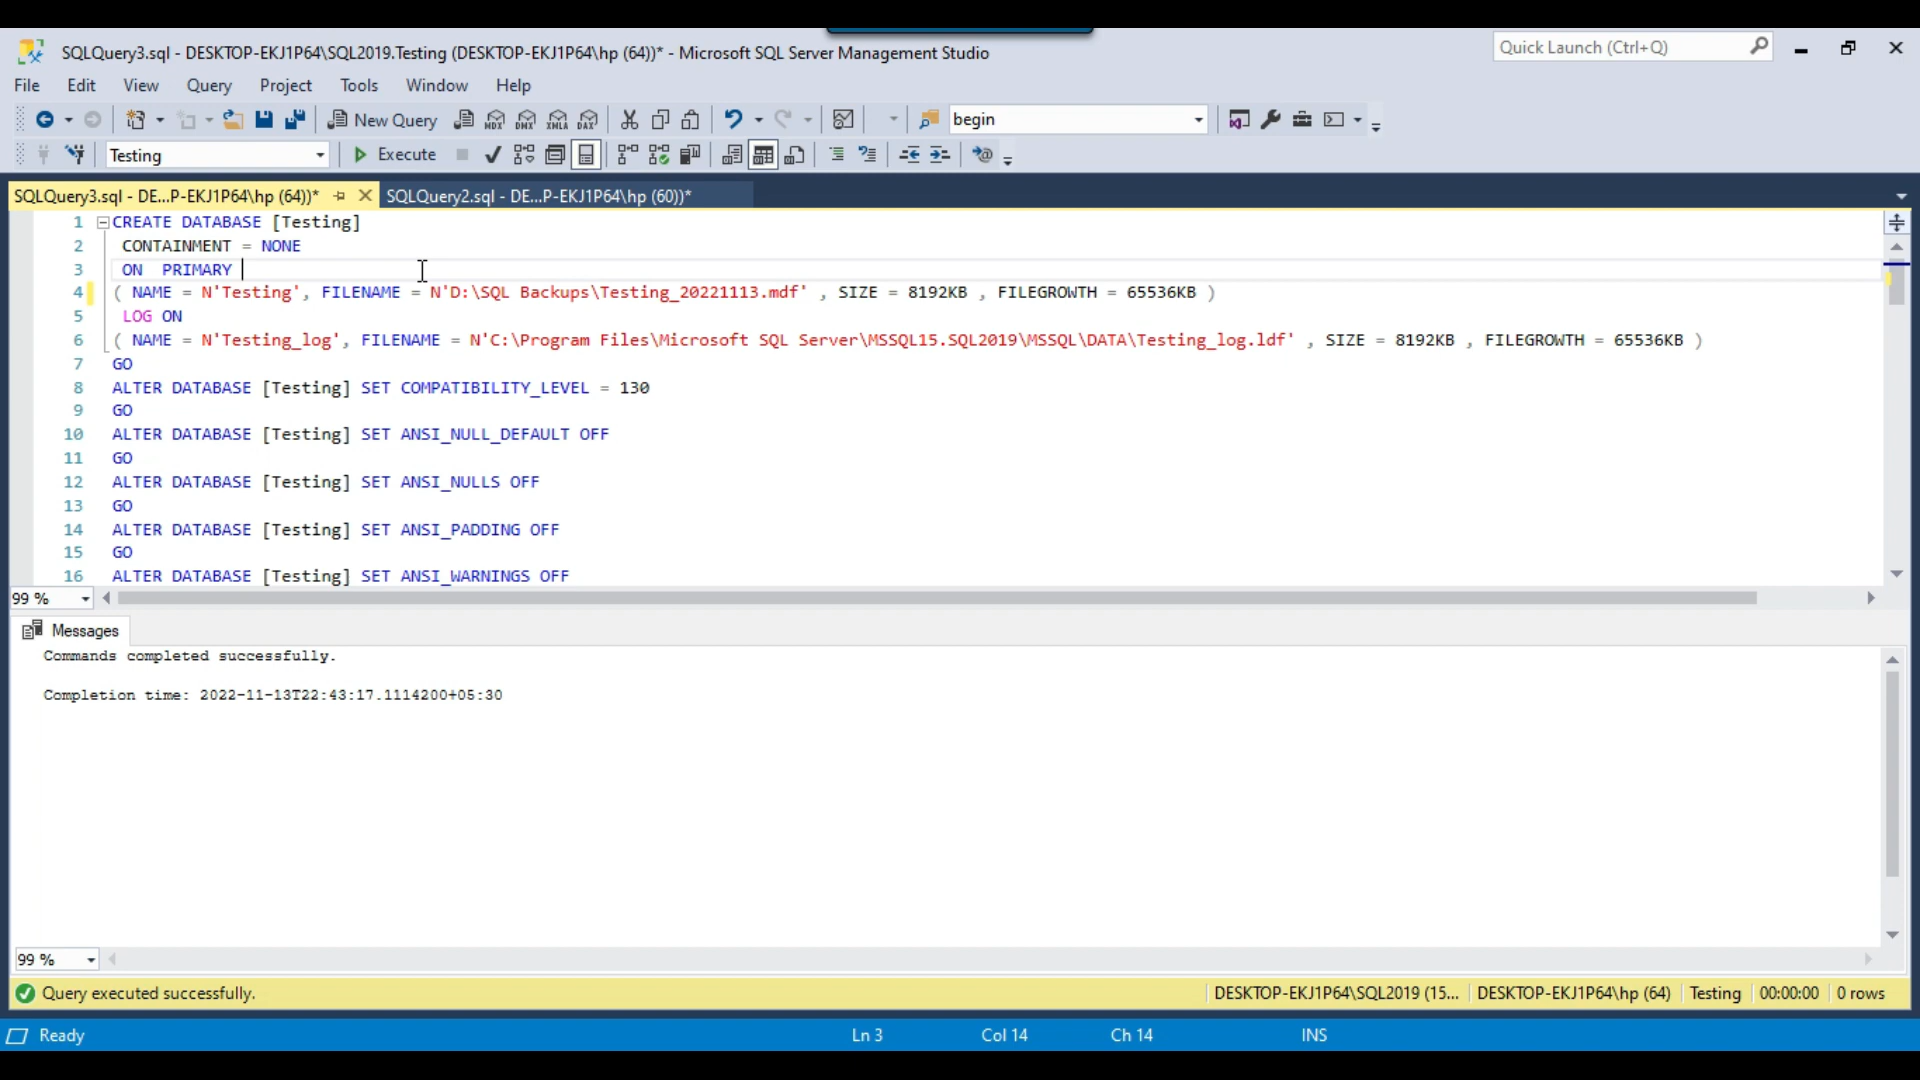 SQLQuery3.sql - DESKTOP-EKJ1P64\SQL2019.Testing (DESKTOP-EKJ1P64\hp (64))* - Microsoft SQL Server Management Studio
Quick Launch (Ctrl+Q)
File Edit View Query Project Tools Window Help
New Query MDX DMX XMLA DAX begin
Testing Execute
SQLQuery3.sql - DE...P-EKJ1P64\hp (64))* SQLQuery2.sql - DE...P-EKJ1P64\hp (60))*
1 CREATE DATABASE [Testing]
2 CONTAINMENT = NONE
3 ON  PRIMARY
4 ( NAME = N'Testing', FILENAME = N'D:\SQL Backups\Testing_20221113.mdf' , SIZE = 8192KB , FILEGROWTH = 65536KB )
5 LOG ON
6 ( NAME = N'Testing_log', FILENAME = N'C:\Program Files\Microsoft SQL Server\MSSQL15.SQL2019\MSSQL\DATA\Testing_log.ldf' , SIZE = 8192KB , FILEGROWTH = 65536KB )
7 GO
8 ALTER DATABASE [Testing] SET COMPATIBILITY_LEVEL = 130
9 GO
10 ALTER DATABASE [Testing] SET ANSI_NULL_DEFAULT OFF
11 GO
12 ALTER DATABASE [Testing] SET ANSI_NULLS OFF
13 GO
14 ALTER DATABASE [Testing] SET ANSI_PADDING OFF
15 GO
16 ALTER DATABASE [Testing] SET ANSI_WARNINGS OFF
99 %
Messages
Commands completed successfully.
Completion time: 2022-11-13T22:43:17.1114200+05:30
99 %
Query executed successfully. DESKTOP-EKJ1P64\SQL2019 (15... DESKTOP-EKJ1P64\hp (64) Testing 00:00:00 0 rows
Ready Ln 3 Col 14 Ch 14 INS